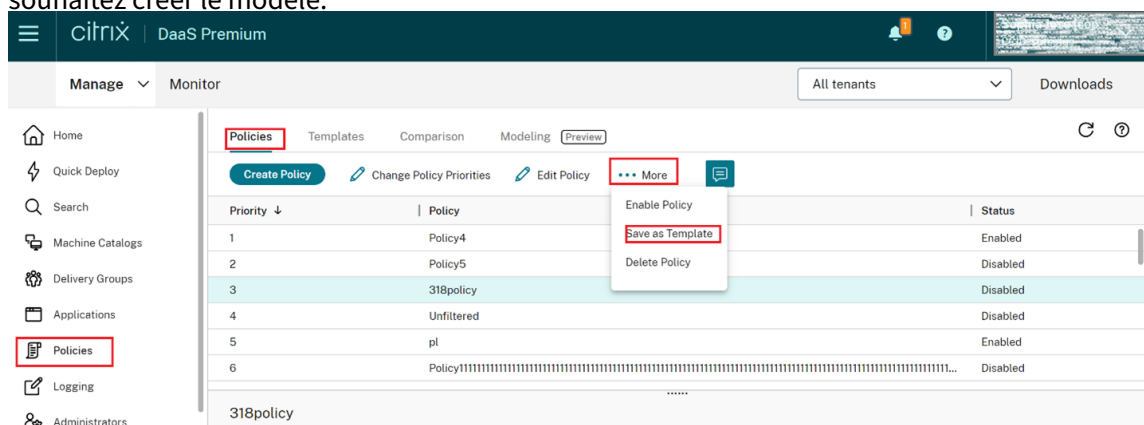 souhaitez créer le modèle.
citrix | DaaS Premium
1
?
Manage Monitor All tenants Downloads
Home
Quick Deploy
Search
Machine Catalogs
Delivery Groups
Applications
Policies
Logging
Administrators
Policies Templates Comparison Modeling Preview
Create Policy Change Policy Priorities Edit Policy ••• More
Enable Policy
Save as Template
Delete Policy
Priority ↓ | Policy | Status
1 Policy4 Enabled
2 Policy5 Disabled
3 318policy Disabled
4 Unfiltered Disabled
5 pl Enabled
6 Disabled
318policy